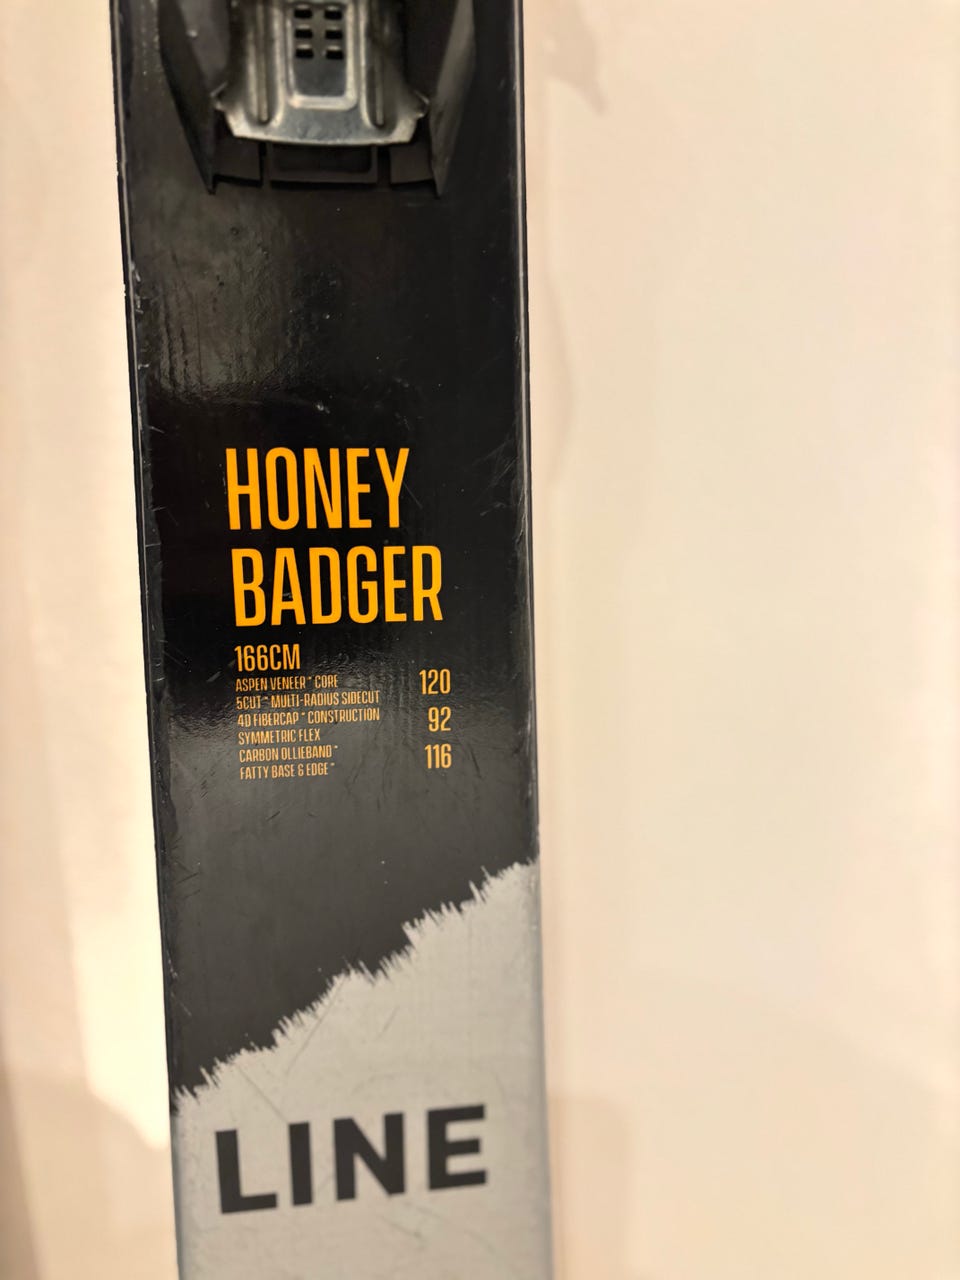 HONEY
BADGER
166CM
ASPEN VENEER™ CORE
5CUT™ MULTI-RADIUS SIDECUT
4D FIBERCAP™ CONSTRUCTION
SYMMETRIC FLEX
CARBON OLLIEBAND™
FATTY BASE & EDGE™
120
92
116
LINE